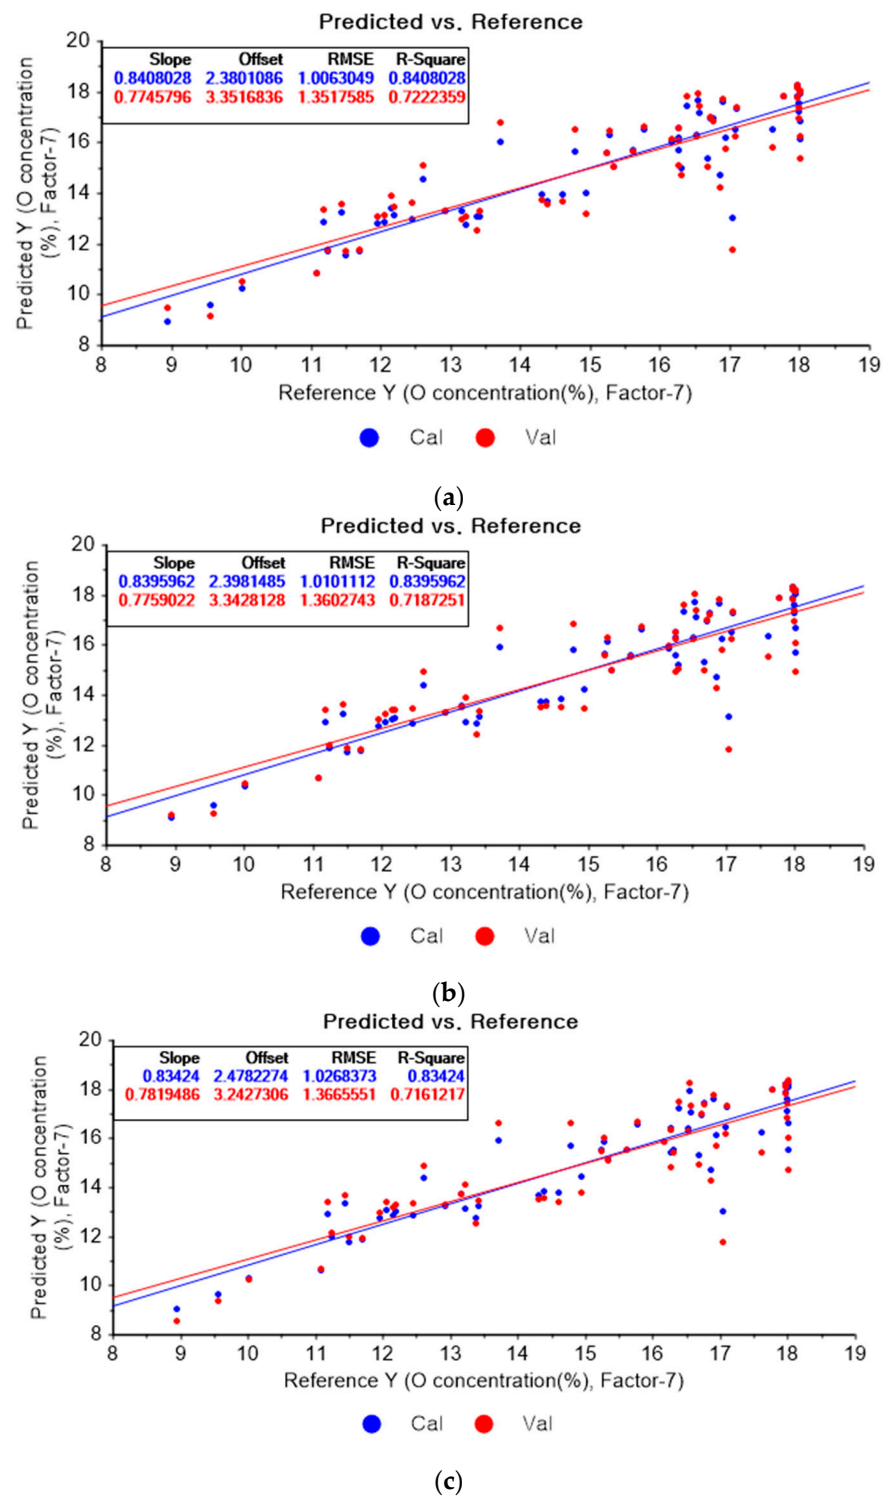 Predicted vs. Reference
20
18
16
14
12
10
8
Predicted Y (O concentration
(%), Factor-7)
Slope Offset RMSE R-Square
0.8408028 2.3801086 1.0063049 0.8408028
0.7745796 3.3516836 1.3517585 0.7222359
8 9 10 11 12 13 14 15 16 17 18 19
Reference Y (O concentration(%), Factor-7)
Cal Val
(a)
Predicted vs. Reference
20
18
16
14
12
10
8
Predicted Y (O concentration
(%), Factor-7)
Slope Offset RMSE R-Square
0.8395962 2.3981485 1.0101112 0.8395962
0.7759022 3.3428128 1.3602743 0.7187251
8 9 10 11 12 13 14 15 16 17 18 19
Reference Y (O concentration(%), Factor-7)
Cal Val
(b)
Predicted vs. Reference
20
18
16
14
12
10
8
Predicted Y (O concentration
(%), Factor-7)
Slope Offset RMSE R-Square
0.83424 2.4782274 1.0268373 0.83424
0.7819486 3.2427306 1.3665551 0.7161217
8 9 10 11 12 13 14 15 16 17 18 19
Reference Y (O concentration(%), Factor-7)
Cal Val
(c)